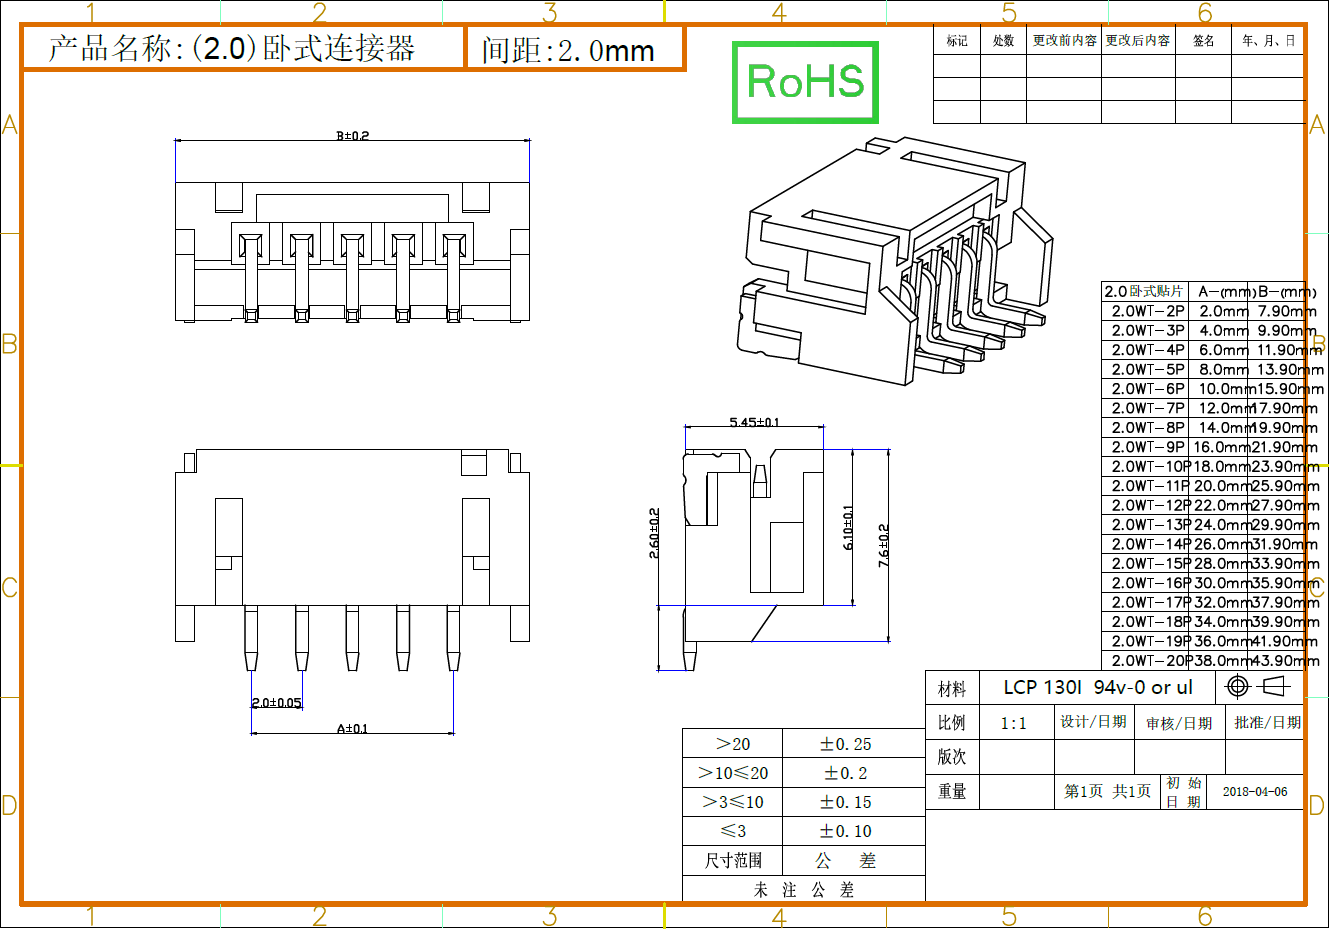 1 2 3 4 5 6
产品名称:(2.0)卧式连接器 间距:2.0mm
RoHS
标记 处数 更改前内容 更改后内容 签名 年、月、日
A A
B±0.2
2.0卧式贴片 A-(mm) B-(mm)
2.0WT-2P 2.0mm 7.90mm
2.0WT-3P 4.0mm 9.90mm
B B
2.0WT-4P 6.0mm 11.90mm
2.0WT-5P 8.0mm 13.90mm
2.0WT-6P 10.0mm 15.90mm
2.0WT-7P 12.0mm 17.90mm
2.0WT-8P 14.0mm 19.90mm
2.0WT-9P 16.0mm 21.90mm
2.0WT-10P 18.0mm 23.90mm
2.0WT-11P 20.0mm 25.90mm
2.0WT-12P 22.0mm 27.90mm
2.0WT-13P 24.0mm 29.90mm
2.0WT-14P 26.0mm 31.90mm
2.0WT-15P 28.0mm 33.90mm
2.0WT-16P 30.0mm 35.90mm
2.0WT-17P 32.0mm 37.90mm
2.0WT-18P 34.0mm 39.90mm
2.0WT-19P 36.0mm 41.90mm
2.0WT-20P 38.0mm 43.90mm
5.45±0.1
2.60±0.2
6.10±0.1
7.6±0.2
C C
2.0±0.05
A±0.1
材料 LCP 130I 94v-0 or ul
比例 1:1 设计/日期 审核/日期 批准/日期
版次
重量 第1页 共1页 初始日期 2018-04-06
D D
>20 ±0.25
>10≤20 ±0.2
>3≤10 ±0.15
≤3 ±0.10
尺寸范围 公 差
未 注 公 差
1 2 3 4 5 6